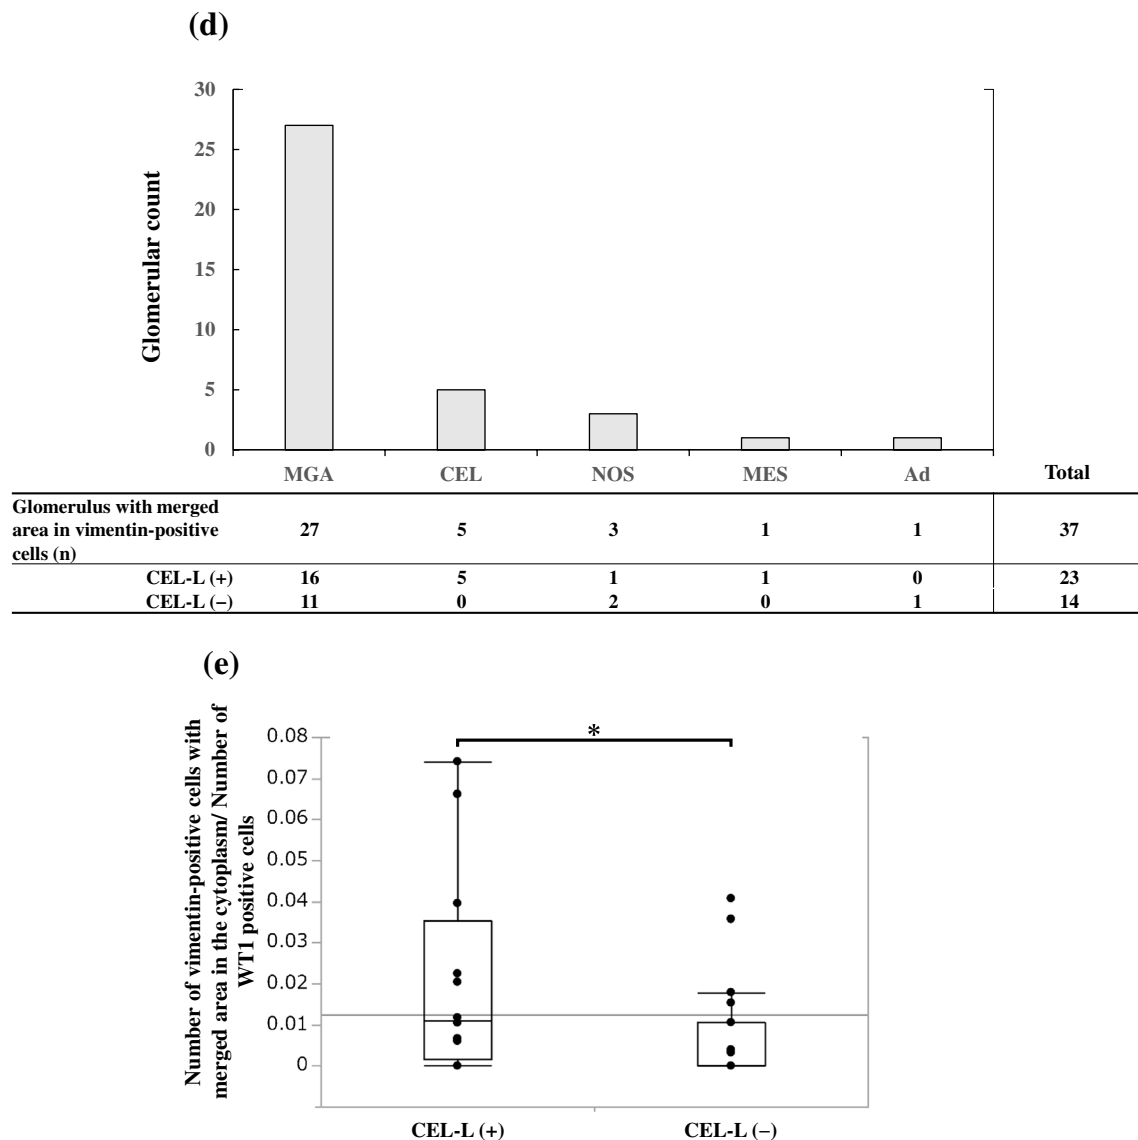 (d)
30
25
20
15
10
5
0
Glomerular count
MGA CEL NOS MES Ad Total
Glomerulus with merged
area in vimentin-positive
cells (n)
27 5 3 1 1 37
CEL-L (+) 16 5 1 1 0 23
CEL-L (−) 11 0 2 0 1 14
(e)
Number of vimentin-positive cells with
merged area in the cytoplasm/ Number of
WT1 positive cells
*
0.08
0.07
0.06
0.05
0.04
0.03
0.02
0.01
0
CEL-L (+) CEL-L (−)